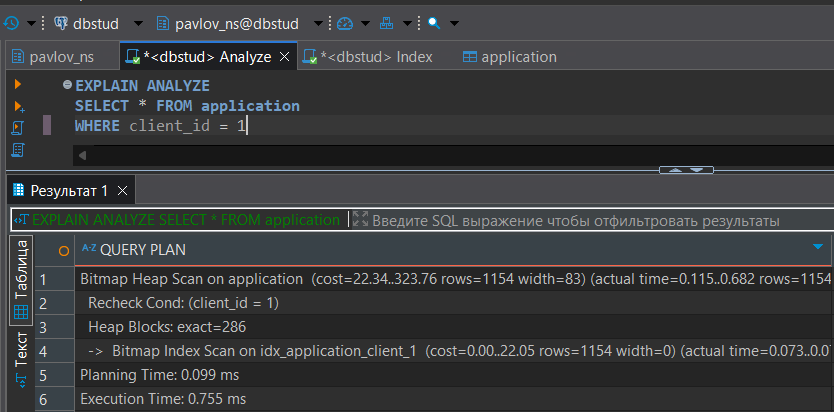 dbstud pavlov_ns@dbstud
pavlov_ns *<dbstud> Analyze *<dbstud> Index application
EXPLAIN ANALYZE
SELECT * FROM application
WHERE client_id = 1
Результат 1
EXPLAIN ANALYZE SELECT * FROM application Введите SQL выражение чтобы отфильтровать результаты
Таблица
Текст
A-Z QUERY PLAN
1 Bitmap Heap Scan on application (cost=22.34..323.76 rows=1154 width=83) (actual time=0.115..0.682 rows=1154
2 Recheck Cond: (client_id = 1)
3 Heap Blocks: exact=286
4 -> Bitmap Index Scan on idx_application_client_1 (cost=0.00..22.05 rows=1154 width=0) (actual time=0.073..0.0
5 Planning Time: 0.099 ms
6 Execution Time: 0.755 ms